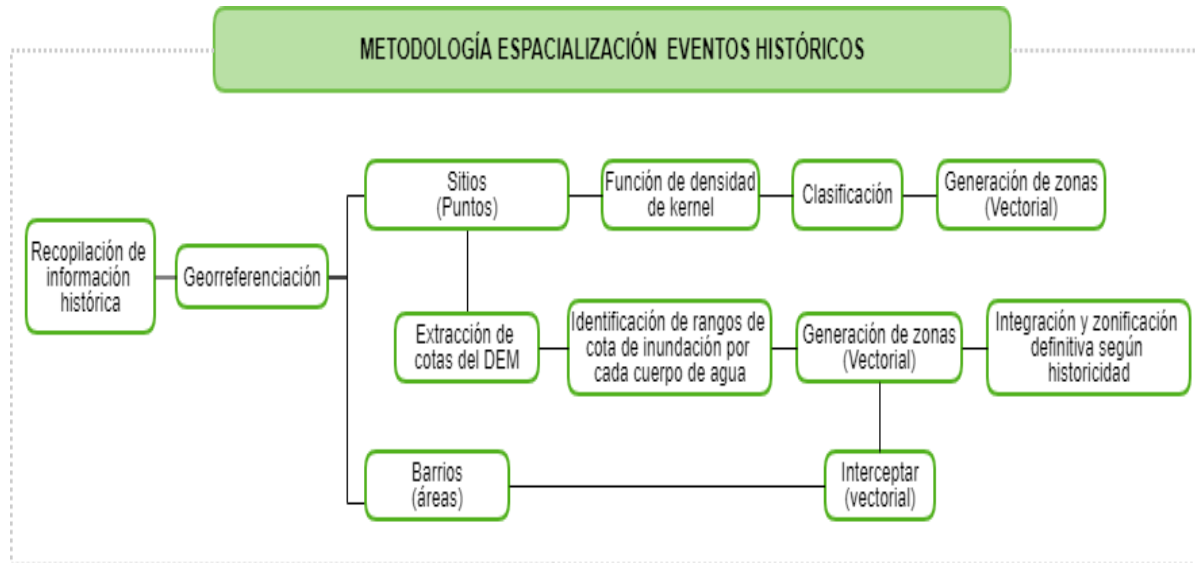 METODOLOGÍA ESPACIALIZACIÓN EVENTOS HISTÓRICOS
Recopilación de
información
histórica
Georreferenciación
Sitios
(Puntos)
Función de densidad
de kernel
Clasificación
Generación de zonas
(Vectorial)
Extracción de
cotas del DEM
Identificación de rangos de
cota de inundación por
cada cuerpo de agua
Generación de zonas
(Vectorial)
Integración y zonificación
definitiva según
historicidad
Barrios
(áreas)
Interceptar
(vectorial)